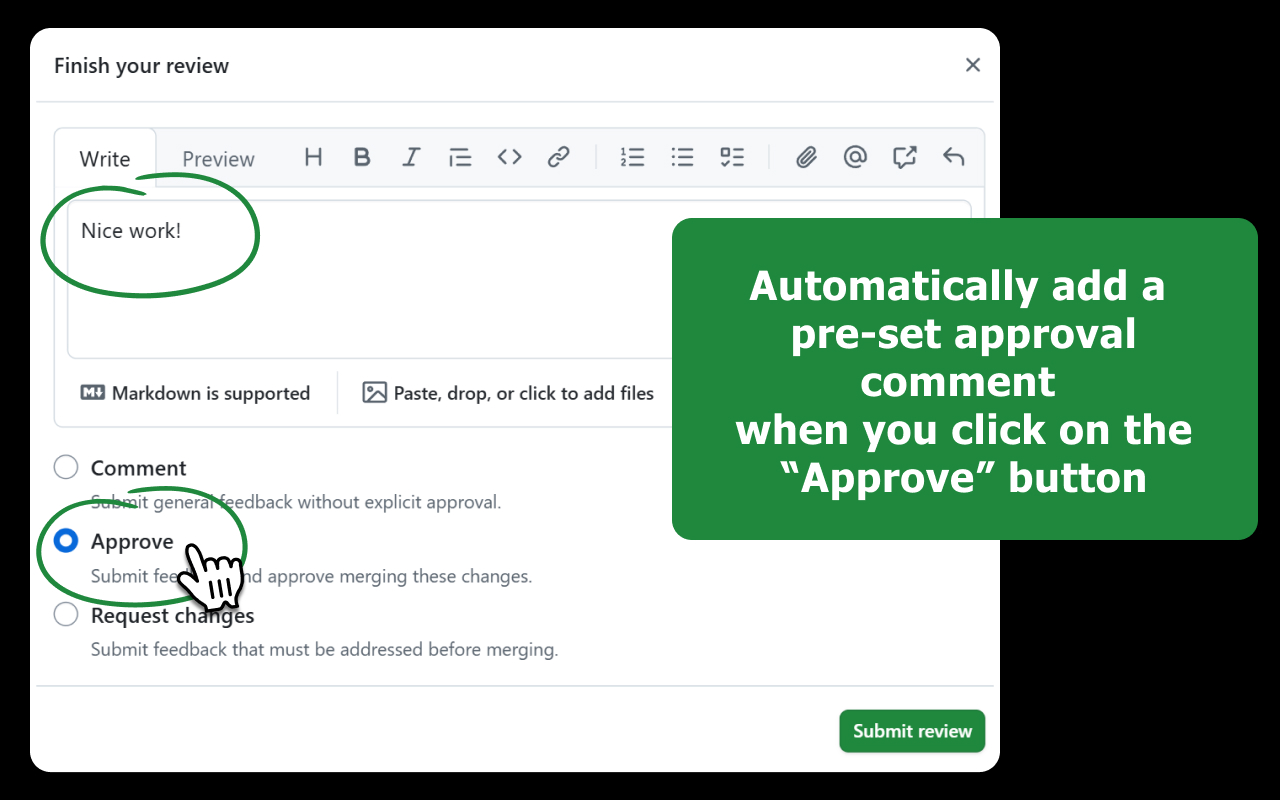 Finish your review
Write
Preview
Nice work!
Markdown is supported
Paste, drop, or click to add files
Comment
Submit general feedback without explicit approval.
Approve
Submit fee nd approve merging these changes.
Request changes
Submit feedback that must be addressed before merging.
Submit review
Automatically add a
pre-set approval
comment
when you click on the
“Approve” button